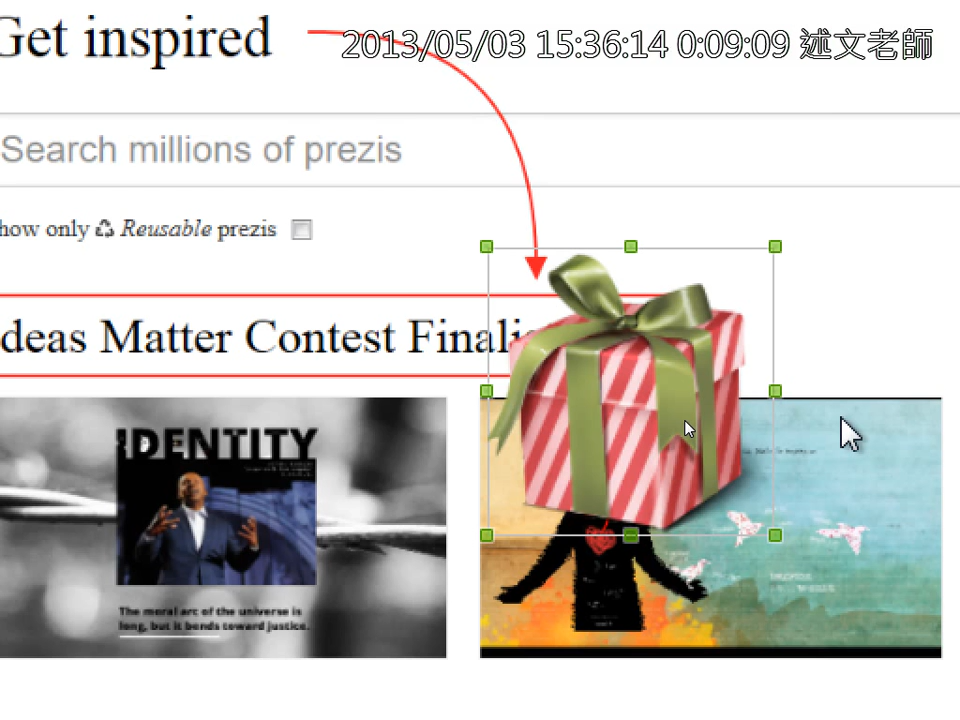 Get inspired
2013/05/03 15:36:14 0:09:09 述文老師
Search millions of prezis
how only Reusable prezis
deas Matter Contest Finali
IDENTITY
The moral arc of the universe is
long, but it bends toward justice.